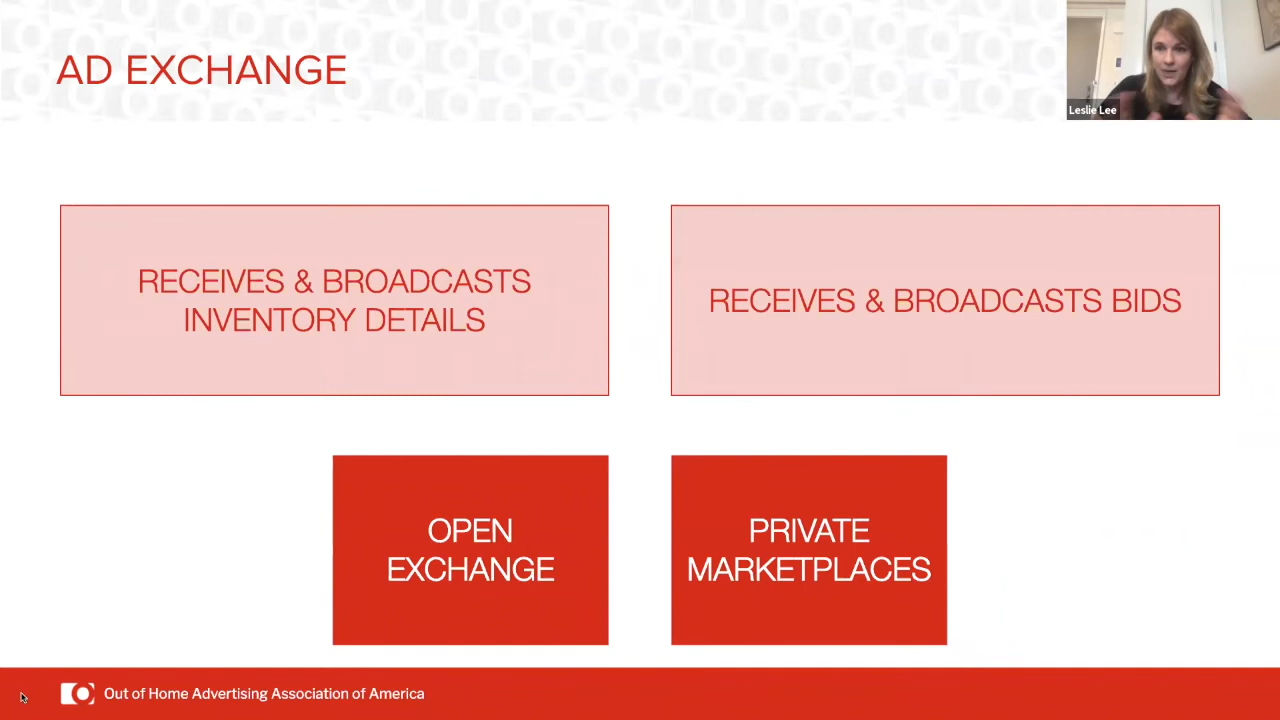 AD EXCHANGE
Leslie Lee
RECEIVES & BROADCASTS
INVENTORY DETAILS
RECEIVES & BROADCASTS BIDS
OPEN
EXCHANGE
PRIVATE
MARKETPLACES
Out of Home Advertising Association of America